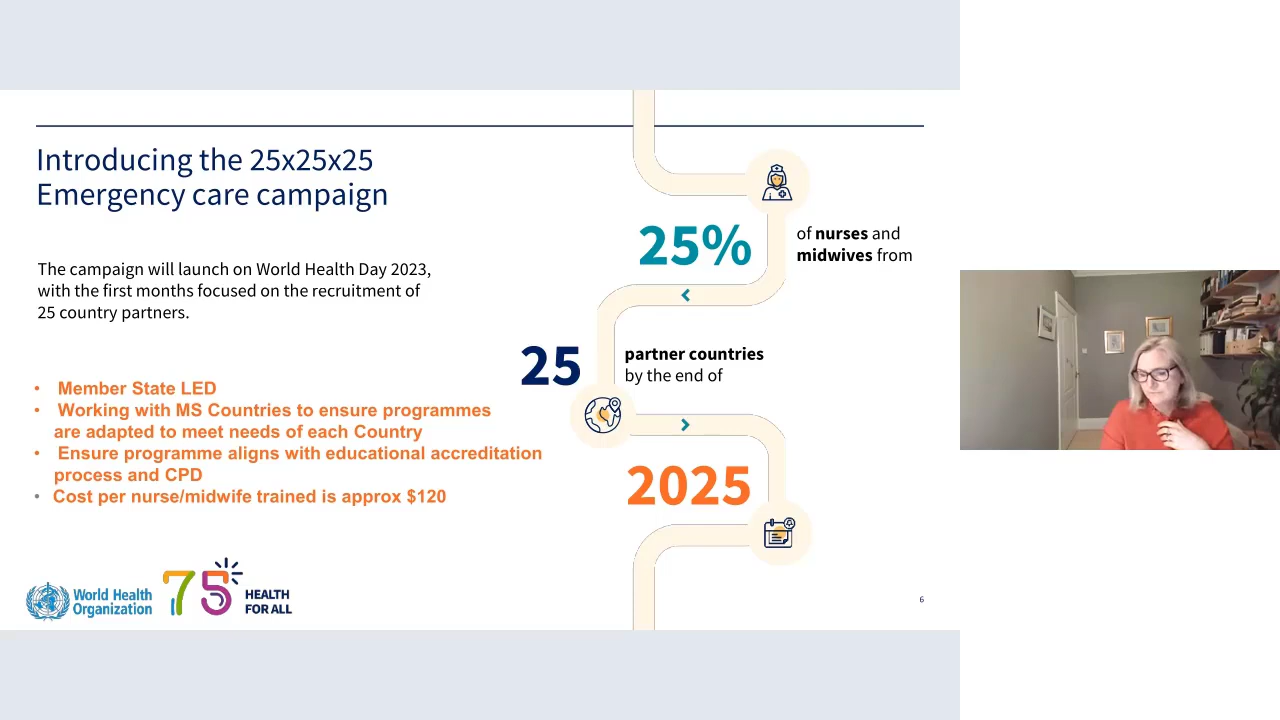 Introducing the 25x25x25
Emergency care campaign
The campaign will launch on World Health Day 2023,
with the first months focused on the recruitment of
25 country partners.
• Member State LED
• Working with MS Countries to ensure programmes
are adapted to meet needs of each Country
• Ensure programme aligns with educational accreditation
process and CPD
• Cost per nurse/midwife trained is approx $120
25%
of nurses and
midwives from
25
partner countries
by the end of
2025
World Health
Organization
75
HEALTH
FOR ALL
6